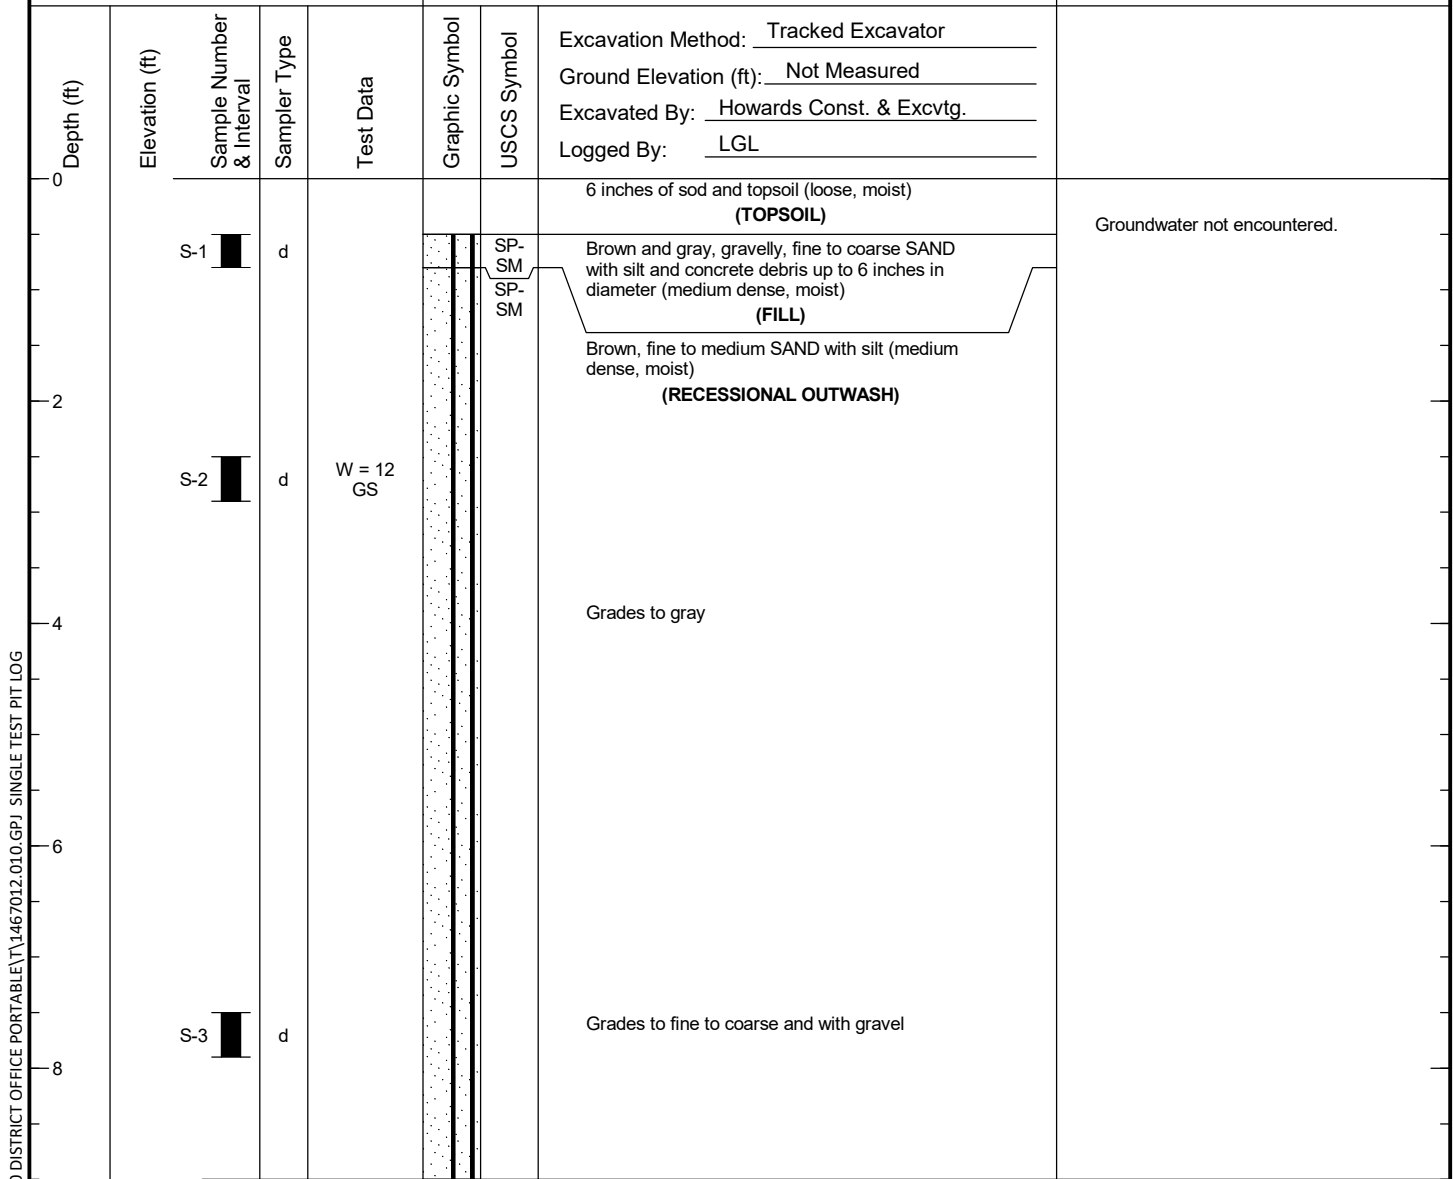 Depth (ft)
Elevation (ft)
Sample Number
& Interval
Sampler Type
Test Data
Graphic Symbol
USCS Symbol
Excavation Method: Tracked Excavator
Ground Elevation (ft): Not Measured
Excavated By: Howards Const. & Excvtg.
Logged By: LGL
0
6 inches of sod and topsoil (loose, moist)
(TOPSOIL)
Groundwater not encountered.
S-1 d
SP-
SM
Brown and gray, gravelly, fine to coarse SAND
with silt and concrete debris up to 6 inches in
diameter (medium dense, moist)
(FILL)
SP-
SM
Brown, fine to medium SAND with silt (medium
dense, moist)
(RECESSIONAL OUTWASH)
2
S-2 d
W = 12
GS
Grades to gray
4
6
S-3 d
Grades to fine to coarse and with gravel
8
DISTRICT OFFICE PORTABLE\T\1467012.010.GPJ SINGLE TEST PIT LOG